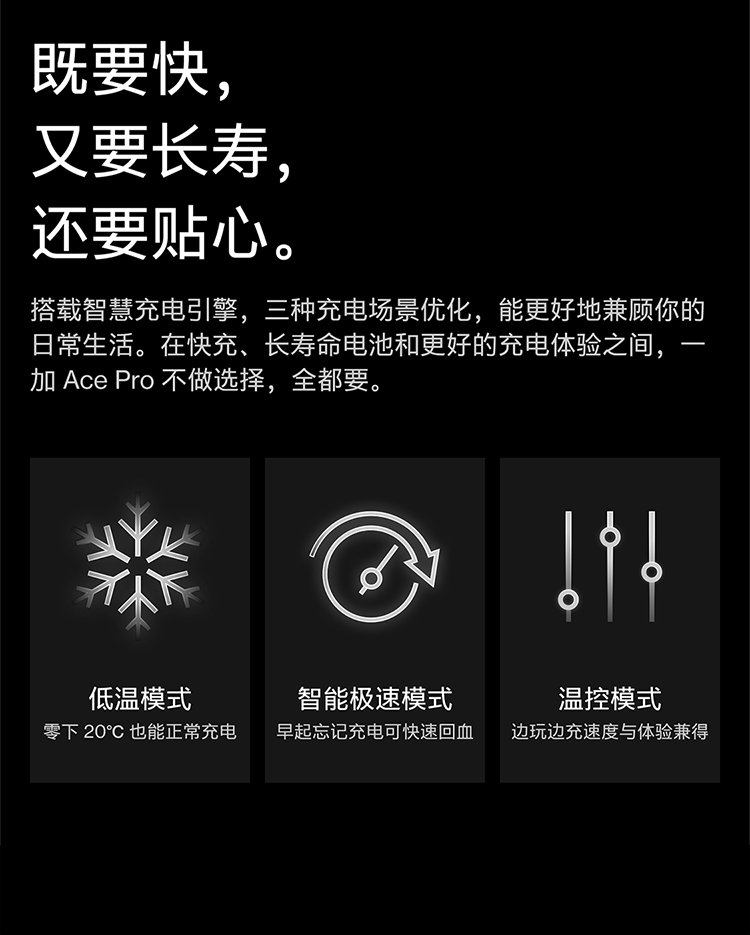 既要快，
又要长寿，
还要贴心。
搭载智慧充电引擎，三种充电场景优化，能更好地兼顾你的
日常生活。在快充、长寿命电池和更好的充电体验之间，一
加 Ace Pro 不做选择，全都要。
低温模式
零下 20℃ 也能正常充电
智能极速模式
早起忘记充电可快速回血
温控模式
边玩边充速度与体验兼得